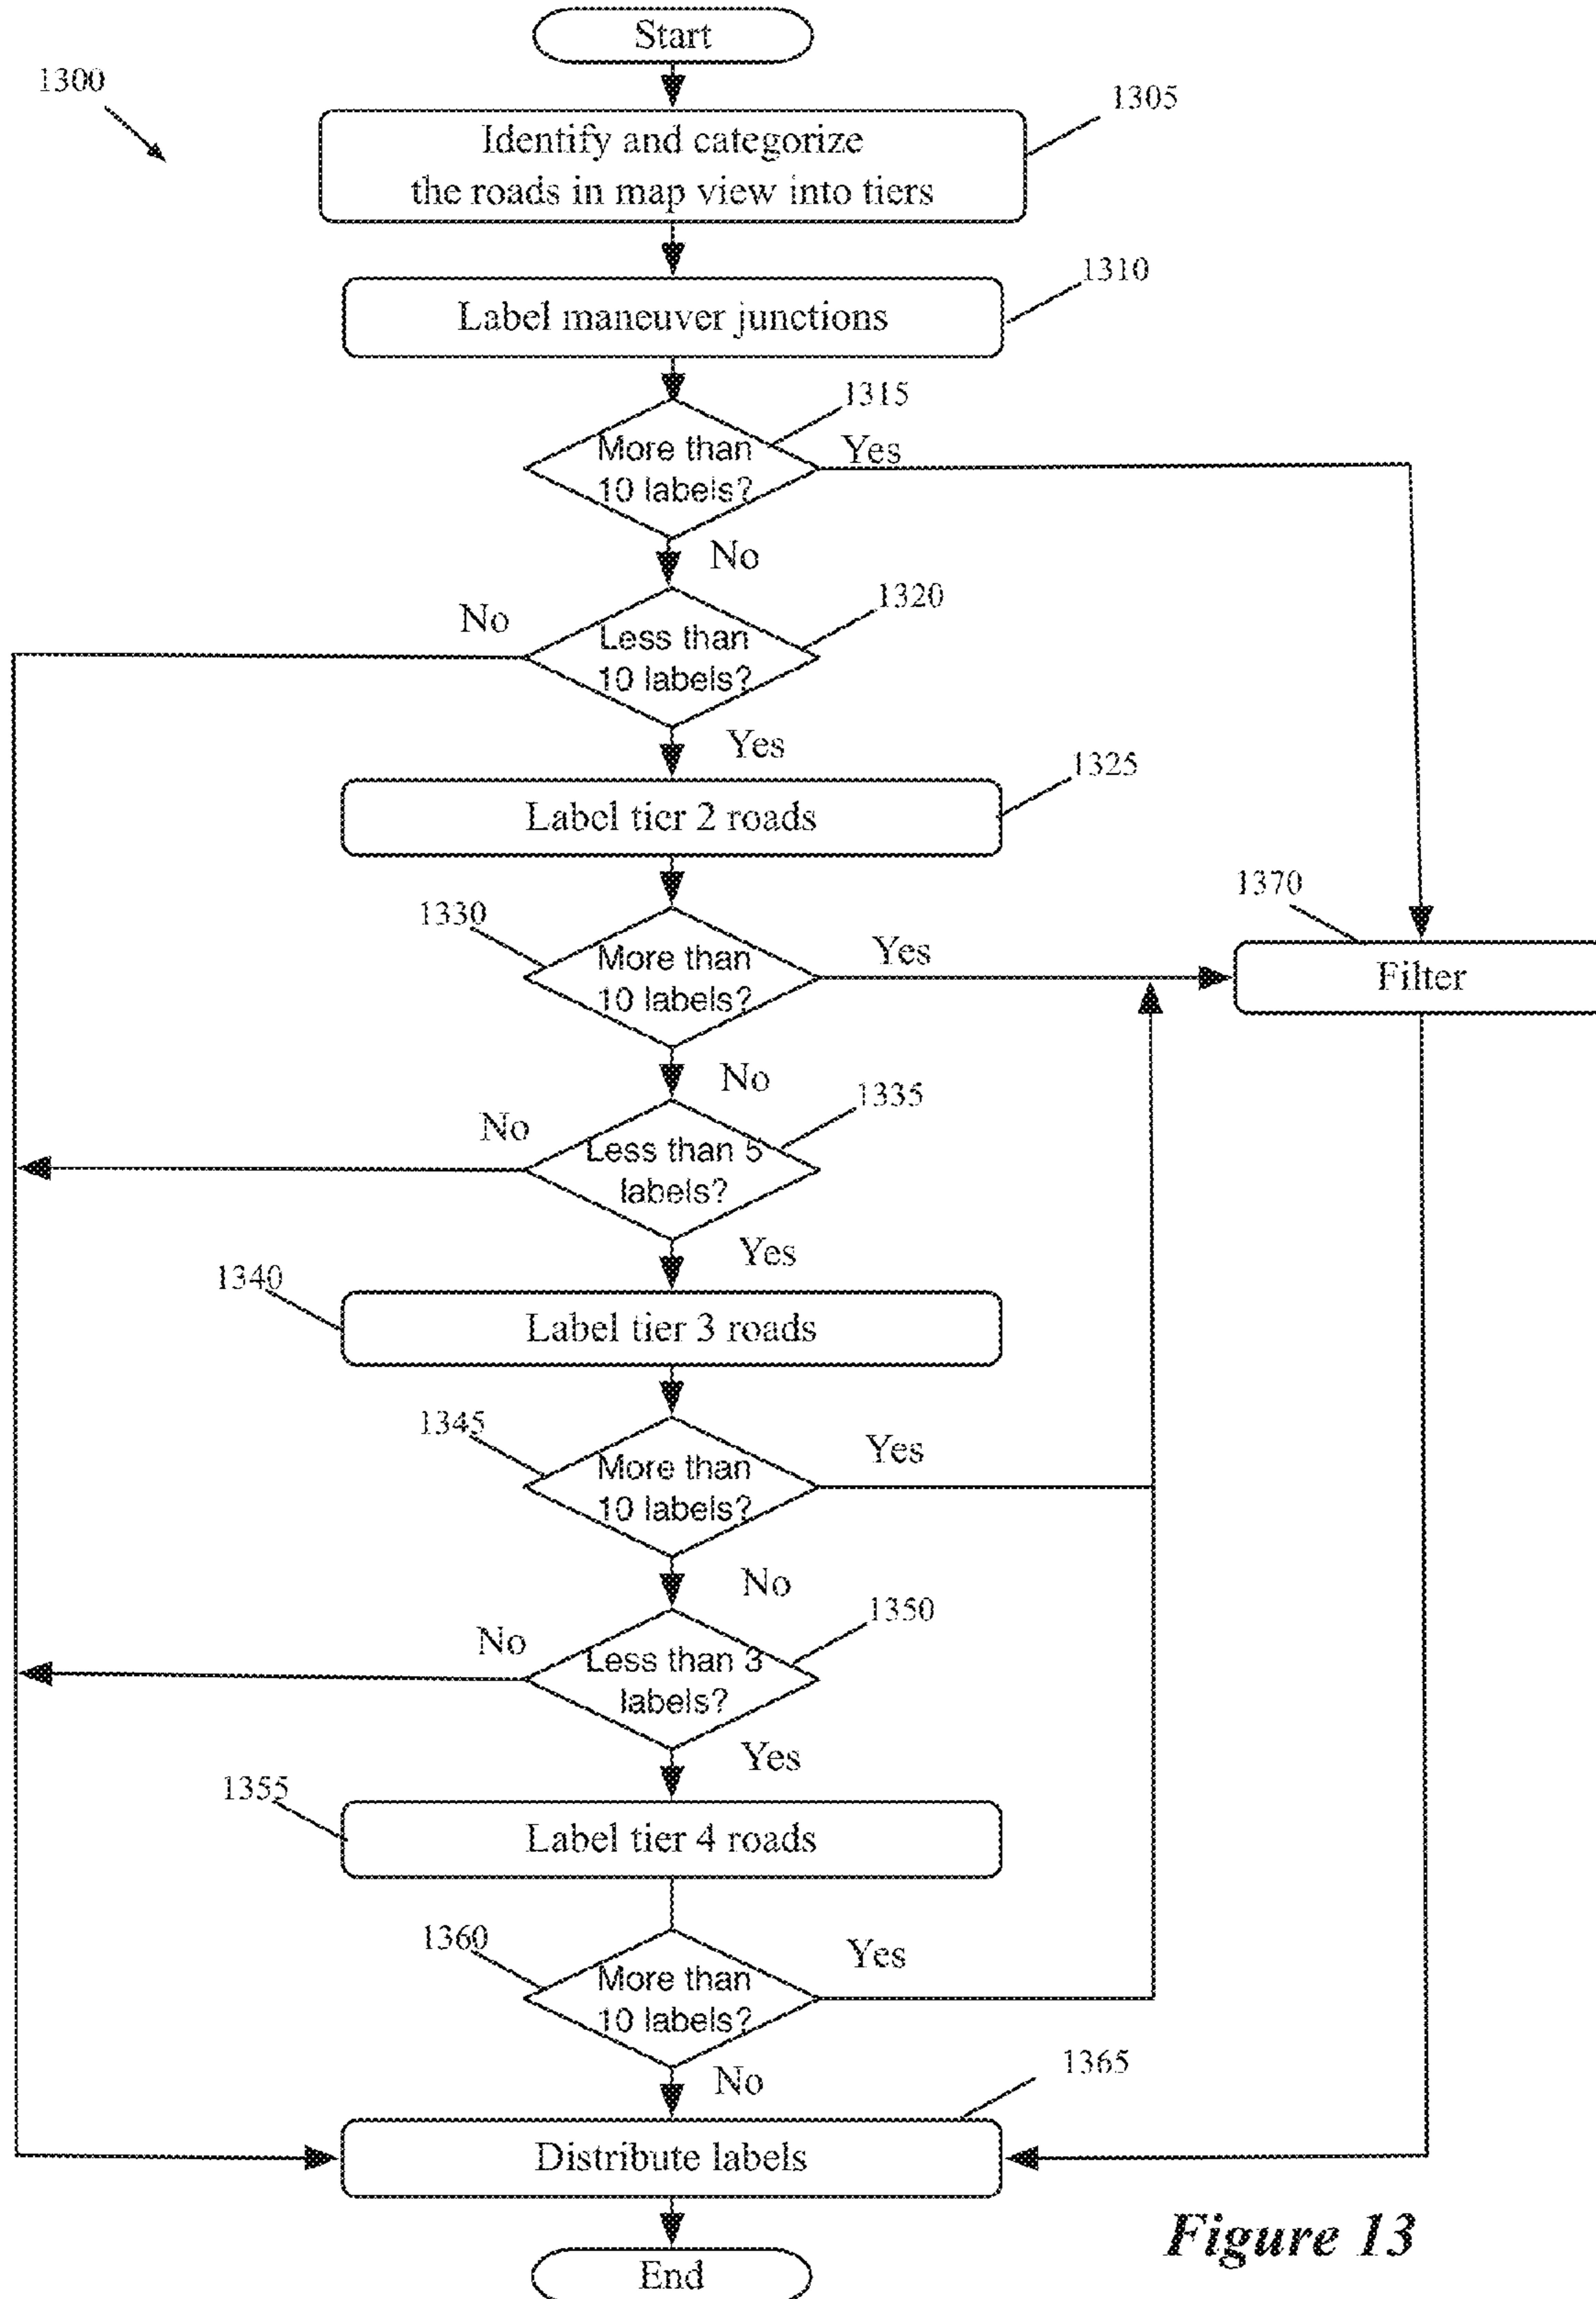 Start
1300
1305
Identify and categorize
the roads in map view into tiers
1310
Label maneuver junctions
1315
More than
10 labels?
Yes
No
1320
No
Less than
10 labels?
Yes
1325
Label tier 2 roads
1330
More than
10 labels?
Yes
1370
Filter
No
1335
No
Less than 5
labels?
Yes
1340
Label tier 3 roads
1345
More than
10 labels?
Yes
No
1350
No
Less than 3
labels?
Yes
1355
Label tier 4 roads
1360
More than
10 labels?
Yes
No
1365
Distribute labels
End
Figure 13